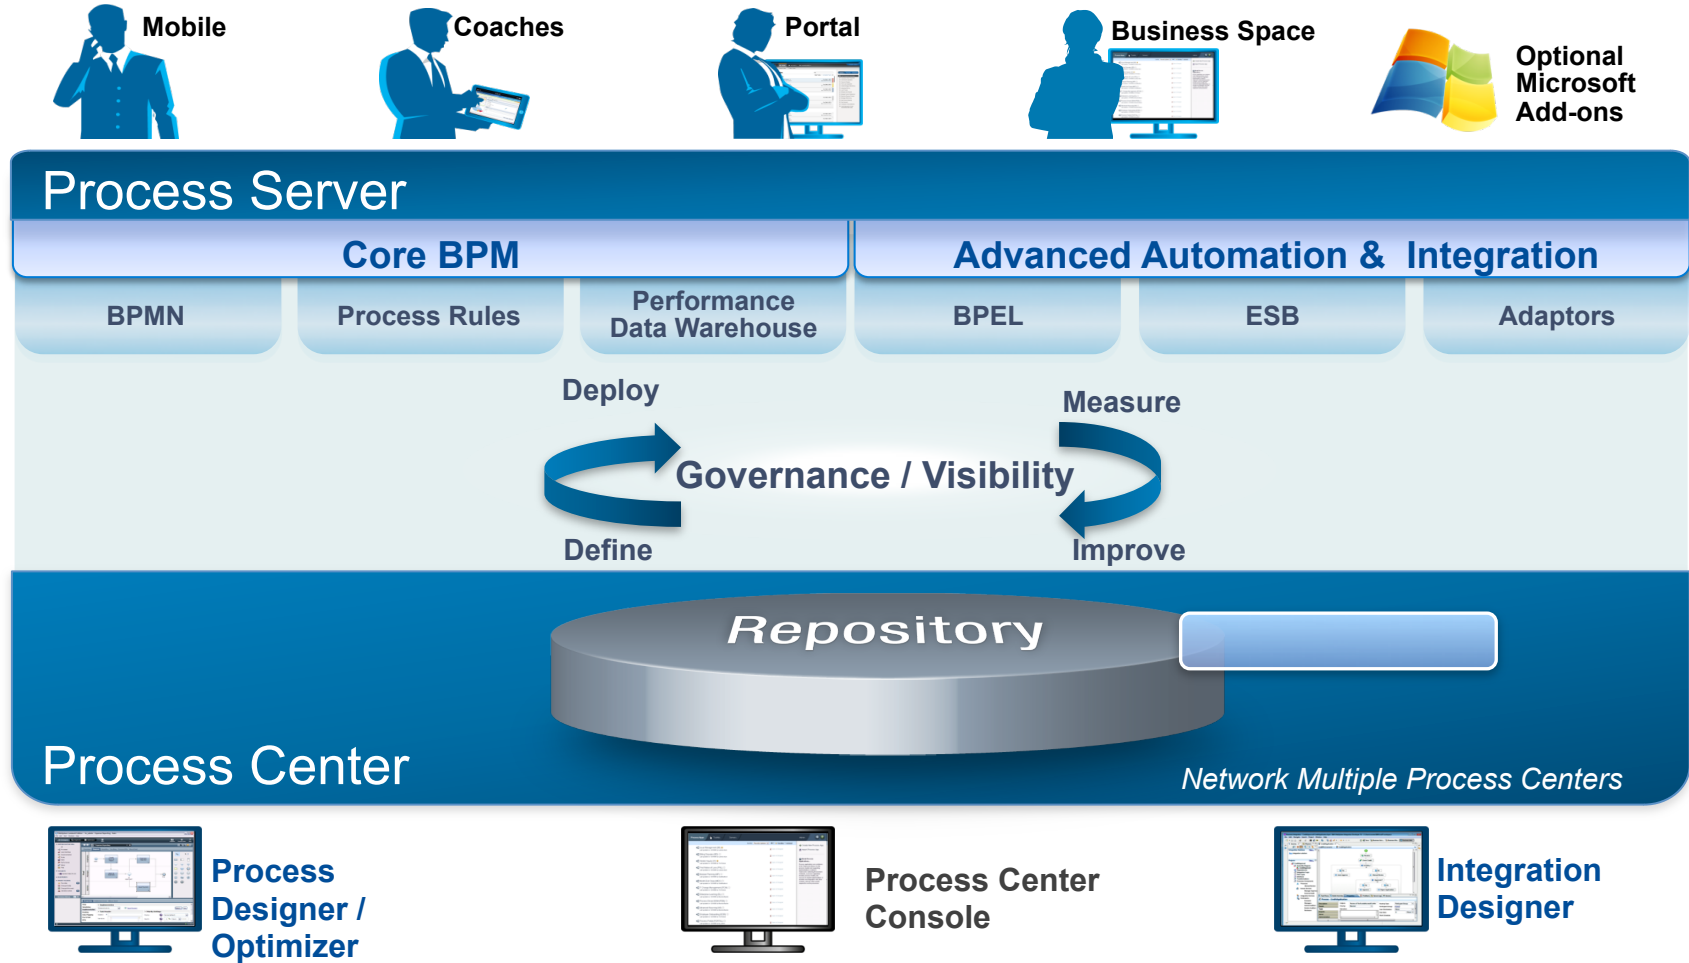 Mobile
Coaches
Portal
Business Space
Optional
Microsoft
Add-ons
Process Server
Core BPM
Advanced Automation & Integration
BPMN
Process Rules
Performance
Data Warehouse
BPEL
ESB
Adaptors
Deploy
Measure
Governance / Visibility
Define
Improve
Repository
Process Center
Network Multiple Process Centers
Process
Designer /
Optimizer
Process Center
Console
Integration
Designer